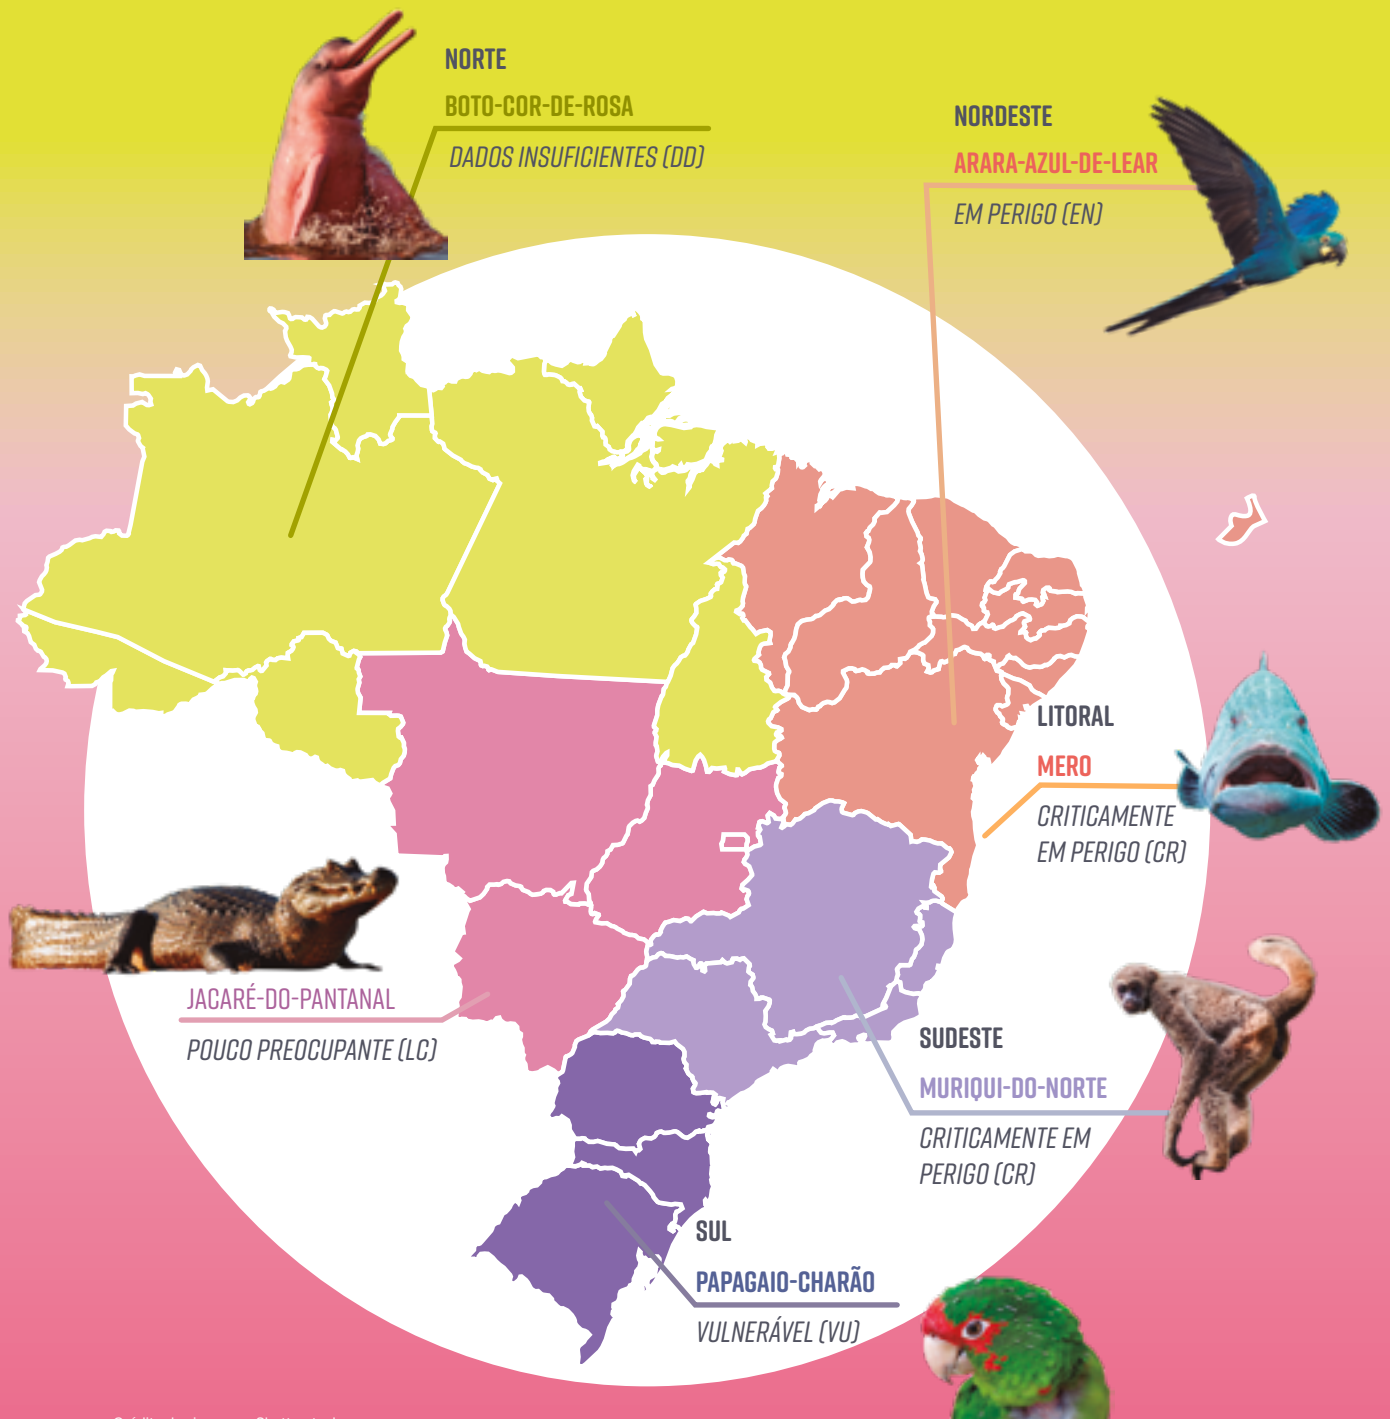 NORTE
BOTO-COR-DE-ROSA
DADOS INSUFICIENTES (DD)
NORDESTE
ARARA-AZUL-DE-LEAR
EM PERIGO (EN)
LITORAL
MERO
CRITICAMENTE
EM PERIGO (CR)
JACARÉ-DO-PANTANAL
POUCO PREOCUPANTE (LC)
SUDESTE
MURIQUI-DO-NORTE
CRITICAMENTE EM
PERIGO (CR)
SUL
PAPAGAIO-CHARÃO
VULNERÁVEL (VU)